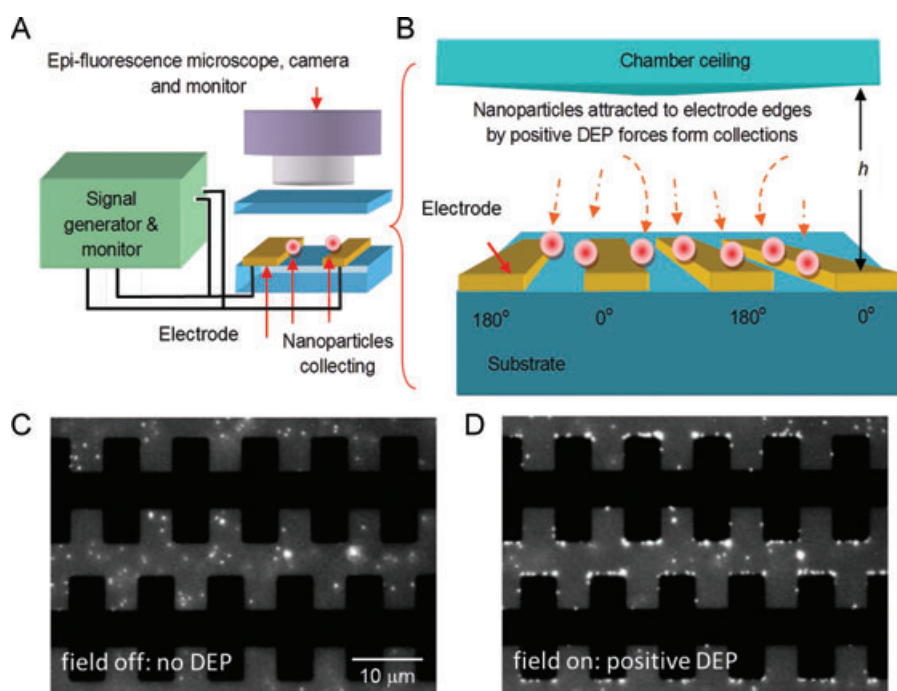 A
Epi-fluorescence microscope, camera
and monitor
Signal
generator &
monitor
Electrode
Nanoparticles
collecting
B
Chamber ceiling
Nanoparticles attracted to electrode edges
by positive DEP forces form collections
h
Electrode
180°
0°
180°
0°
Substrate
C
field off: no DEP
10 μm
D
field on: positive DEP